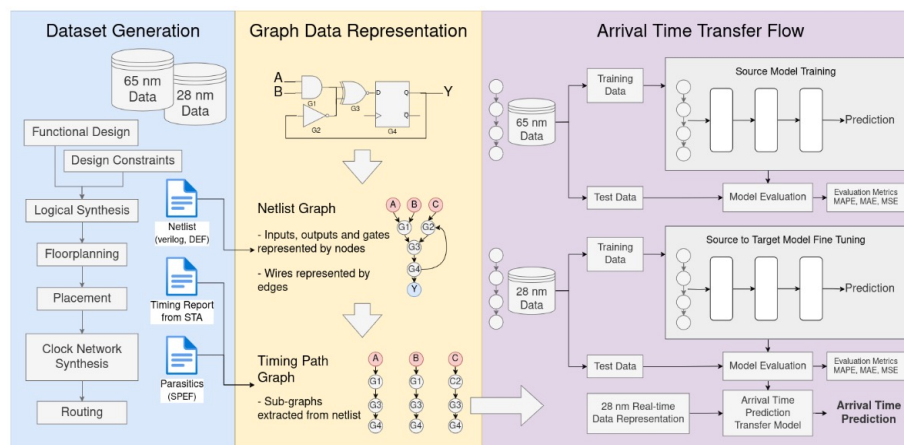 Dataset Generation
65 nm
Data
28 nm
Data
Functional Design
Design Constraints
Logical Synthesis
Floorplanning
Placement
Clock Network
Synthesis
Routing
Netlist
(verilog, DEF)
Timing Report
from STA
Parasitics
(SPEF)
Graph Data Representation
A
B
G1
G2
G3
G4
D
Q
Y
Netlist Graph
- Inputs, outputs and gates
represented by nodes
- Wires represented by
edges
A B C
G1 G2
G3
G4
Y
Timing Path
Graph
- Sub-graphs
extracted from netlist
A B C
G1 G1 C2
G3 G3 G3
G4 G4 G4
Arrival Time Transfer Flow
65 nm
Data
Training
Data
Source Model Training
Prediction
Test Data
Model Evaluation
Evaluation Metrics
MAPE, MAE, MSE
28 nm
Data
Training
Data
Source to Target Model Fine Tuning
Prediction
Test Data
Model Evaluation
Evaluation Metrics
MAPE, MAE, MSE
28 nm Real-time
Data Representation
Arrival Time
Prediction
Transfer Model
Arrival Time
Prediction